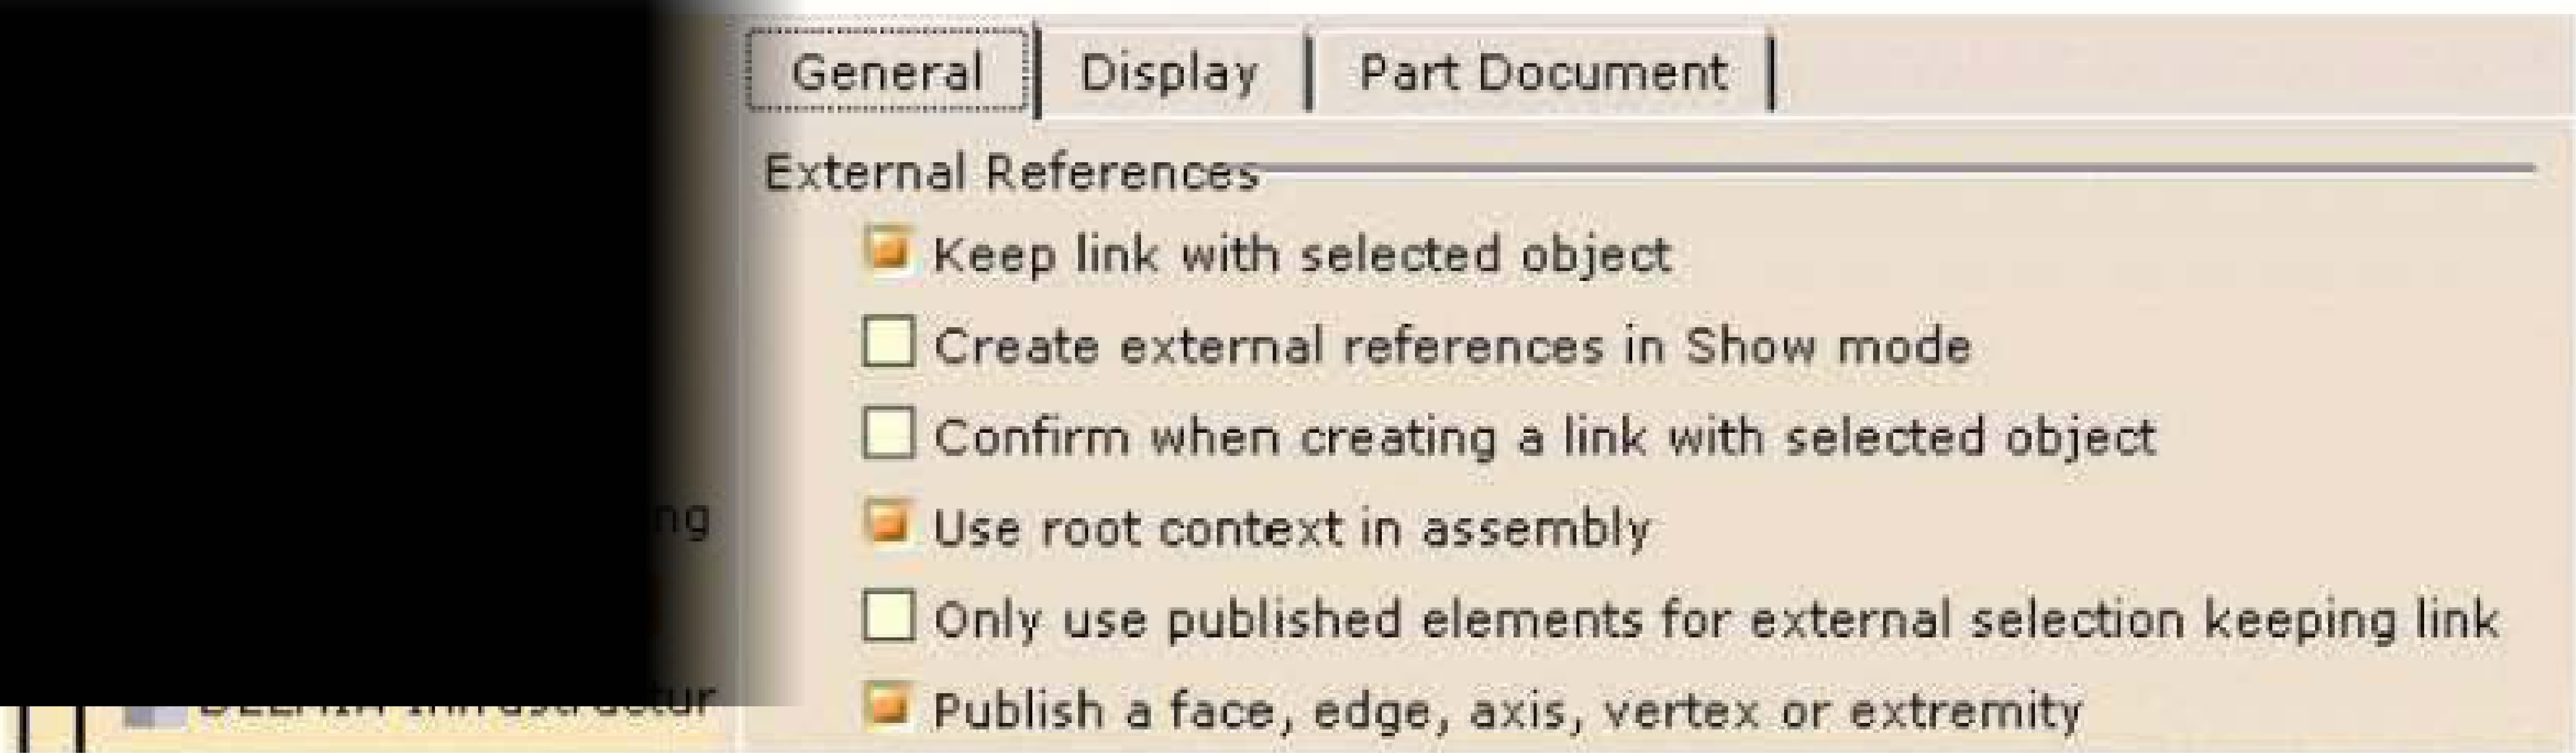 General
Display
Part Document
External References
Keep link with selected object
Create external references in Show mode
Confirm when creating a link with selected object
Use root context in assembly
Only use published elements for external selection keeping link
Publish a face, edge, axis, vertex or extremity